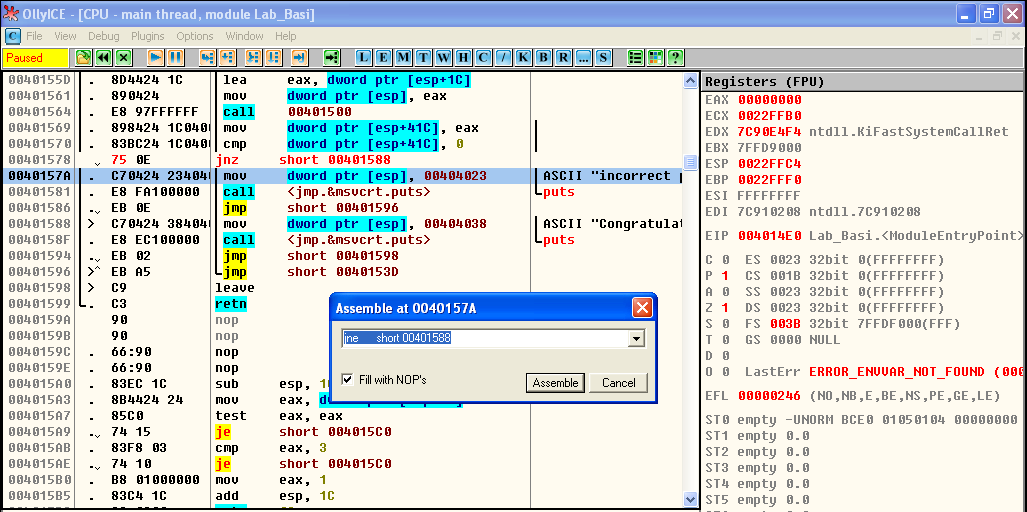 OllyICE - [CPU - main thread, module Lab_Basi]
C File View Debug Plugins Options Window Help
Paused L E M T W H C / K B R ... S ?
0040155D . 8D4424 1C lea eax, dword ptr [esp+1C]
00401561 . 890424 mov dword ptr [esp], eax
00401564 . E8 97FFFFFF call 00401500
00401569 . 898424 1C040 mov dword ptr [esp+41C], eax
00401570 . 83BC24 1C040 cmp dword ptr [esp+41C], 0
00401578 .⌄ 75 0E jnz short 00401588
0040157A . C70424 234040 mov dword ptr [esp], 00404023 ASCII "incorrect
00401581 . E8 FA100000 call <jmp.&msvcrt.puts> puts
00401586 .⌄ EB 0E jmp short 00401596
00401588 > C70424 384040 mov dword ptr [esp], 00404038 ASCII "Congratulat
0040158F . E8 EC100000 call <jmp.&msvcrt.puts> puts
00401594 .⌄ EB 02 jmp short 00401598
00401596 >^ EB A5 jmp short 0040153D
00401598 > C9 leave
00401599 . C3 retn
0040159A 90 nop
0040159B 90 nop
0040159C . 66:90 nop
0040159E . 66:90 nop
004015A0 . 83EC 1C sub esp,
004015A3 . 8B4424 24 mov eax,
004015A7 . 85C0 test eax, eax
004015A9 .⌄ 74 15 je short 004015C0
004015AB . 83F8 03 cmp eax, 3
004015AE .⌄ 74 10 je short 004015C0
004015B0 . B8 01000000 mov eax, 1
004015B5 . 83C4 1C add esp, 1C
Assemble at 0040157A
jne short 00401588
Fill with NOP's Assemble Cancel
Registers (FPU)
EAX 00000000
ECX 0022FFB0
EDX 7C90E4F4 ntdll.KiFastSystemCallRet
EBX 7FFD9000
ESP 0022FFC4
EBP 0022FFF0
ESI FFFFFFFF
EDI 7C910208 ntdll.7C910208
EIP 004014E0 Lab_Basi.<ModuleEntryPoint>
C 0 ES 0023 32bit 0(FFFFFFFF)
P 1 CS 001B 32bit 0(FFFFFFFF)
A 0 SS 0023 32bit 0(FFFFFFFF)
Z 1 DS 0023 32bit 0(FFFFFFFF)
S 0 FS 003B 32bit 7FFDF000(FFF)
T 0 GS 0000 NULL
D 0
O 0 LastErr ERROR_ENVVAR_NOT_FOUND (000
EFL 00000246 (NO,NB,E,BE,NS,PE,GE,LE)
ST0 empty -UNORM BCE0 01050104 00000000
ST1 empty 0.0
ST2 empty 0.0
ST3 empty 0.0
ST4 empty 0.0
ST5 empty 0.0